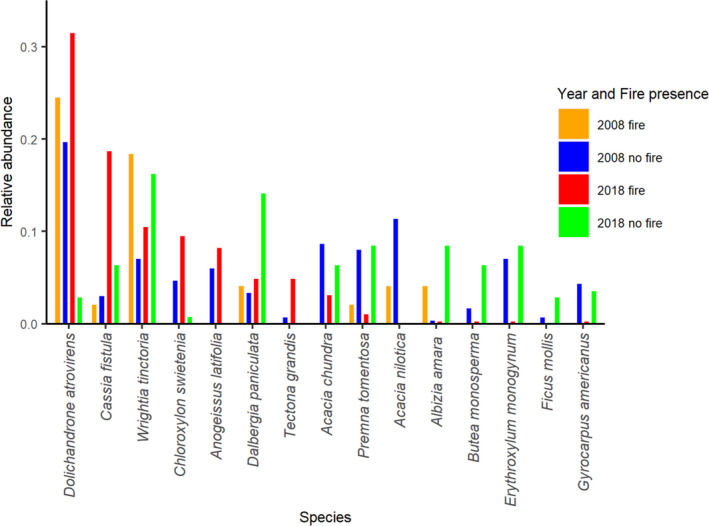 Relative abundance
0.3
0.2
0.1
0.0
Year and Fire presence
2008 fire
2008 no fire
2018 fire
2018 no fire
Dolichandrone atrovirens
Cassia fistula
Wrightia tinctoria
Chloroxylon swietenia
Anogeissus latifolia
Dalbergia paniculata
Tectona grandis
Acacia chundra
Premna tomentosa
Acacia nilotica
Albizia amara
Butea monosperma
Erythroxylum monogynum
Ficus mollis
Gyrocarpus americanus
Species